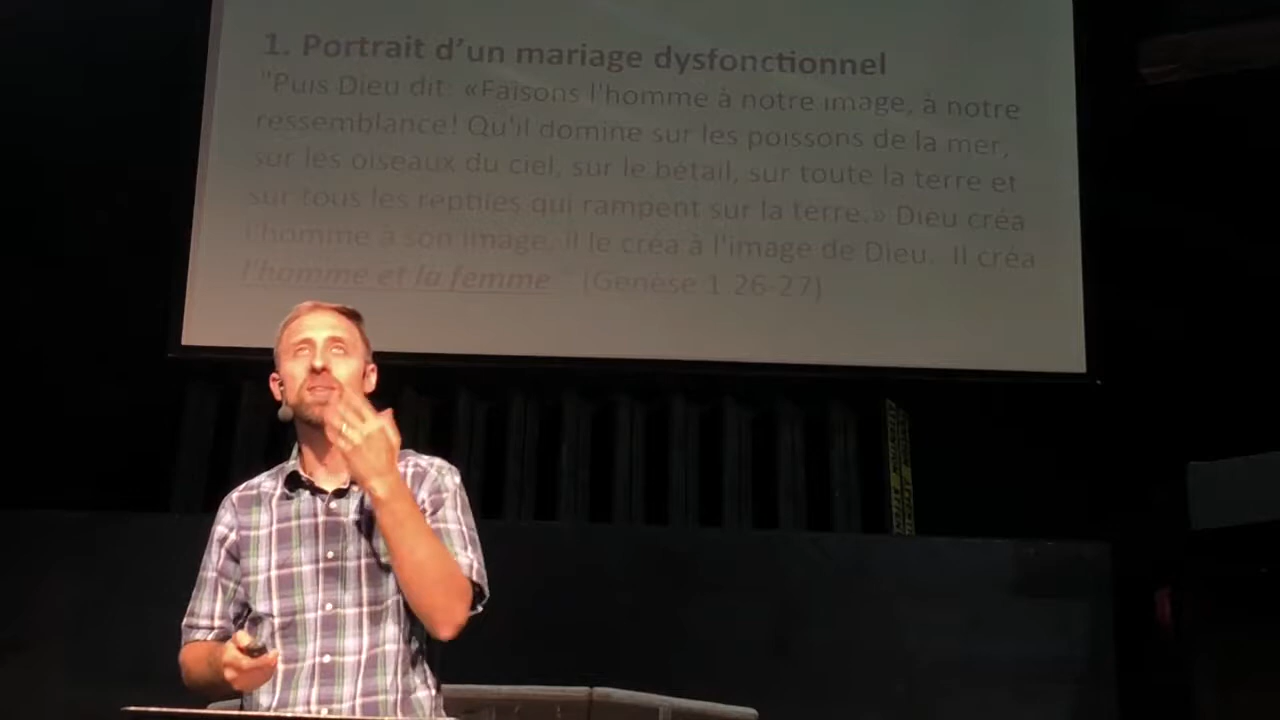 1. Portrait d'un mariage dysfonctionnel
"Puis Dieu dit: «Faisons l'homme à notre image, à notre
ressemblance! Qu'il domine sur les poissons de la mer,
sur les oiseaux du ciel, sur le bétail, sur toute la terre et
sur tous les reptiles qui rampent sur la terre.» Dieu créa
l'homme à son image, il le créa à l'image de Dieu. Il créa
l'homme et la femme (Genèse 1.26-27)